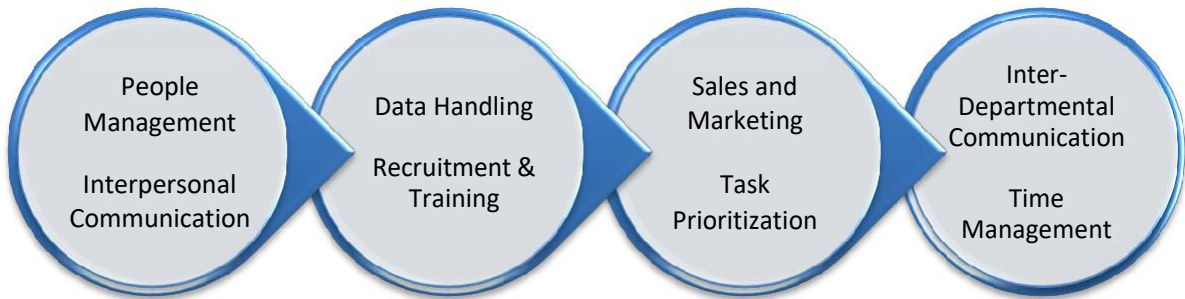 People
Management
Interpersonal
Communication
Data Handling
Recruitment &
Training
Sales and
Marketing
Task
Prioritization
Inter-
Departmental
Communication
Time
Management